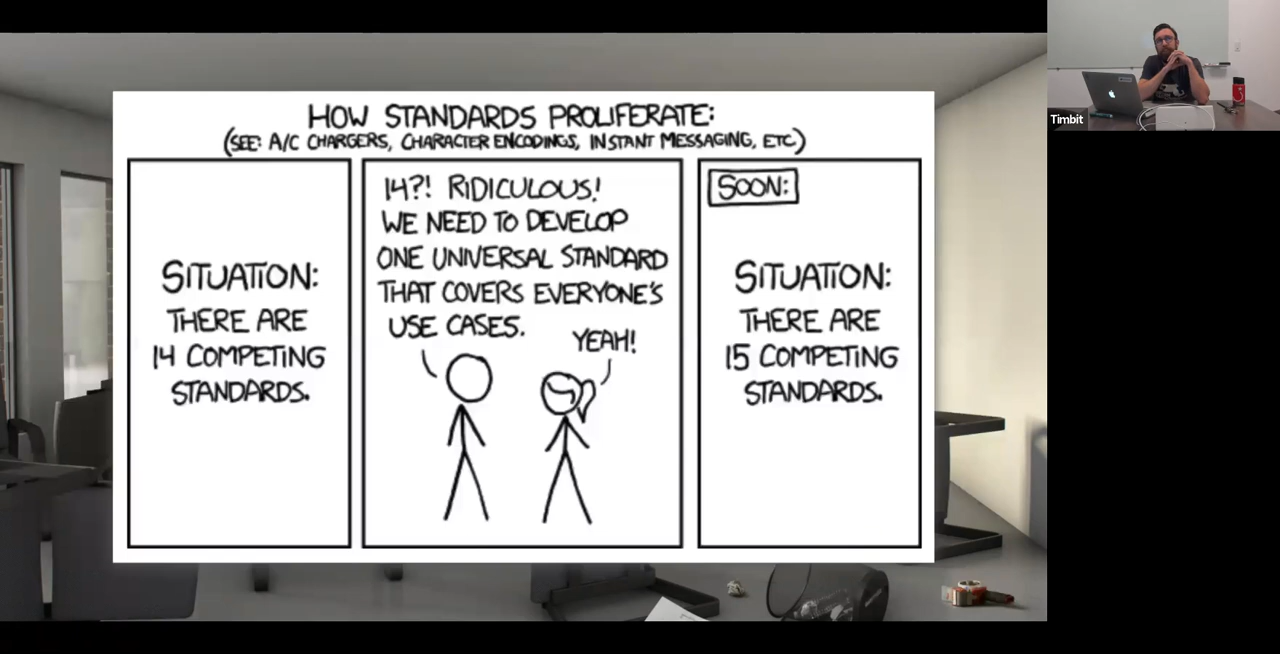 HOW STANDARDS PROLIFERATE:
(SEE: A/C CHARGERS, CHARACTER ENCODINGS, INSTANT MESSAGING, ETC)
SITUATION:
THERE ARE
14 COMPETING
STANDARDS.
14?! RIDICULOUS!
WE NEED TO DEVELOP
ONE UNIVERSAL STANDARD
THAT COVERS EVERYONE'S
USE CASES.
YEAH!
SOON:
SITUATION:
THERE ARE
15 COMPETING
STANDARDS.
Timbit